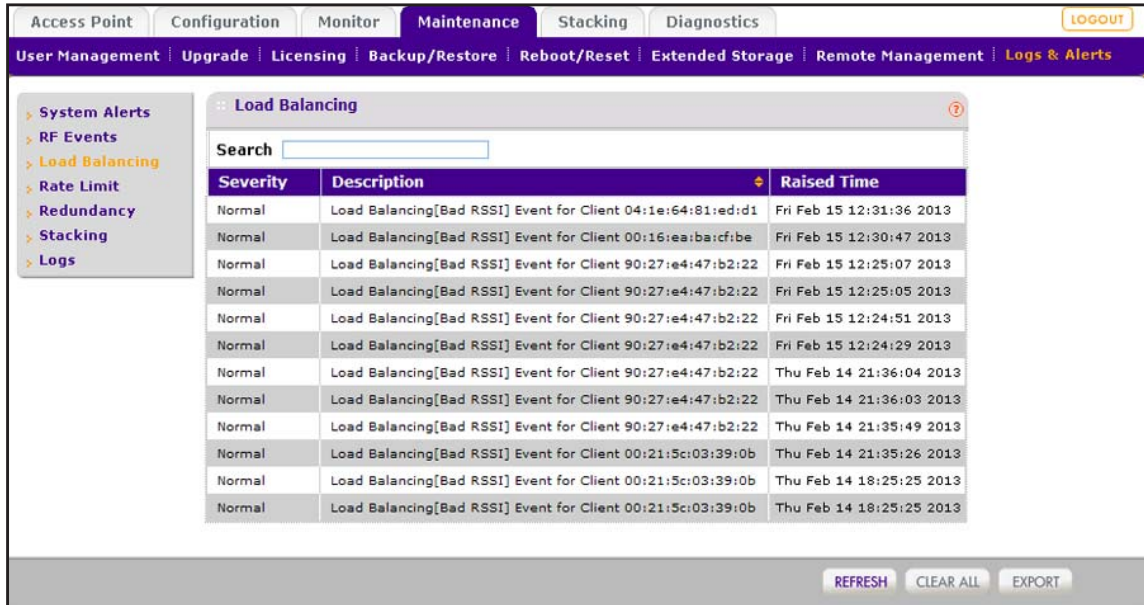 Access Point Configuration Monitor Maintenance Stacking Diagnostics LOGOUT
User Management Upgrade Licensing Backup/Restore Reboot/Reset Extended Storage Remote Management Logs & Alerts
System Alerts
RF Events
Load Balancing
Rate Limit
Redundancy
Stacking
Logs
Load Balancing ?
Search
Severity Description Raised Time
Normal Load Balancing[Bad RSSI] Event for Client 04:1e:64:81:ed:d1 Fri Feb 15 12:31:36 2013
Normal Load Balancing[Bad RSSI] Event for Client 00:16:ea:ba:cf:be Fri Feb 15 12:30:47 2013
Normal Load Balancing[Bad RSSI] Event for Client 90:27:e4:47:b2:22 Fri Feb 15 12:25:07 2013
Normal Load Balancing[Bad RSSI] Event for Client 90:27:e4:47:b2:22 Fri Feb 15 12:25:05 2013
Normal Load Balancing[Bad RSSI] Event for Client 90:27:e4:47:b2:22 Fri Feb 15 12:24:51 2013
Normal Load Balancing[Bad RSSI] Event for Client 90:27:e4:47:b2:22 Fri Feb 15 12:24:29 2013
Normal Load Balancing[Bad RSSI] Event for Client 90:27:e4:47:b2:22 Thu Feb 14 21:36:04 2013
Normal Load Balancing[Bad RSSI] Event for Client 90:27:e4:47:b2:22 Thu Feb 14 21:36:03 2013
Normal Load Balancing[Bad RSSI] Event for Client 90:27:e4:47:b2:22 Thu Feb 14 21:35:49 2013
Normal Load Balancing[Bad RSSI] Event for Client 00:21:5c:03:39:0b Thu Feb 14 21:35:26 2013
Normal Load Balancing[Bad RSSI] Event for Client 00:21:5c:03:39:0b Thu Feb 14 18:25:25 2013
Normal Load Balancing[Bad RSSI] Event for Client 00:21:5c:03:39:0b Thu Feb 14 18:25:25 2013
REFRESH CLEAR ALL EXPORT